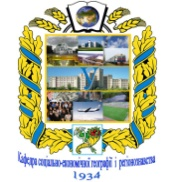 Кафедра соціально-економічної географії і регіонознавства
1934